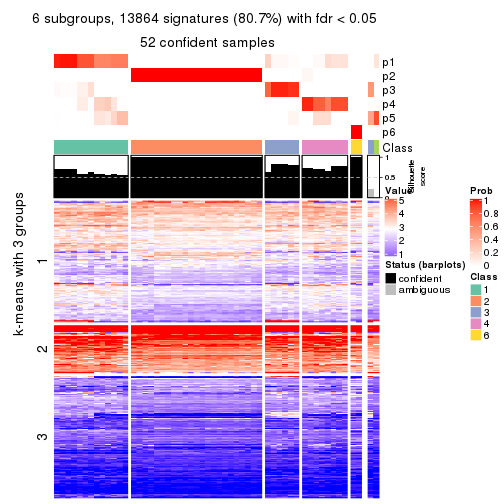 6 subgroups, 13864 signatures (80.7%) with fdr < 0.05
52 confident samples
p1
p2
p3
p4
p5
p6
Class
1
0.5
0
Silhouette
score
k-means with 3 groups
1
2
3
Value
5
4
3
2
1
Status (barplots)
confident
ambiguous
Prob
1
0.8
0.6
0.4
0.2
0
Class
1
2
3
4
6